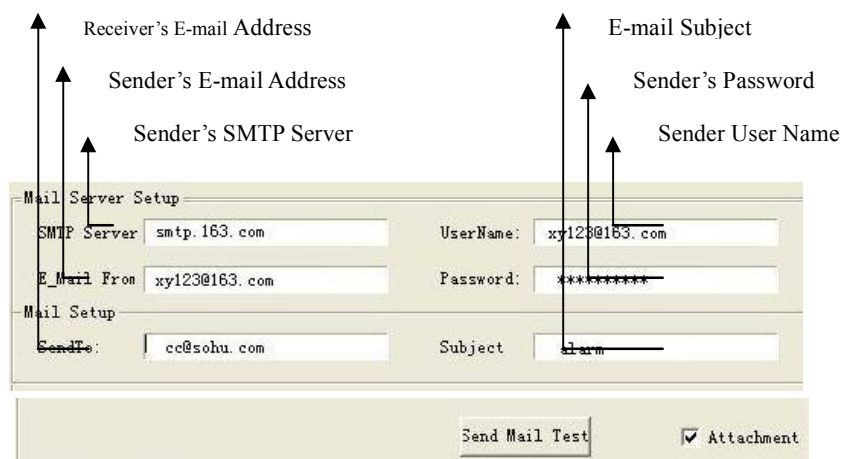 Receiver's E-mail Address E-mail Subject
Sender's E-mail Address Sender's Password
Sender's SMTP Server Sender User Name
Mail Server Setup
SMTP Server smtp.163.com UserName: xy123@163.com
E_Mail From xy123@163.com Password: **********
Mail Setup
SendTo: cc@sohu.com Subject alarm
Send Mail Test Attachment